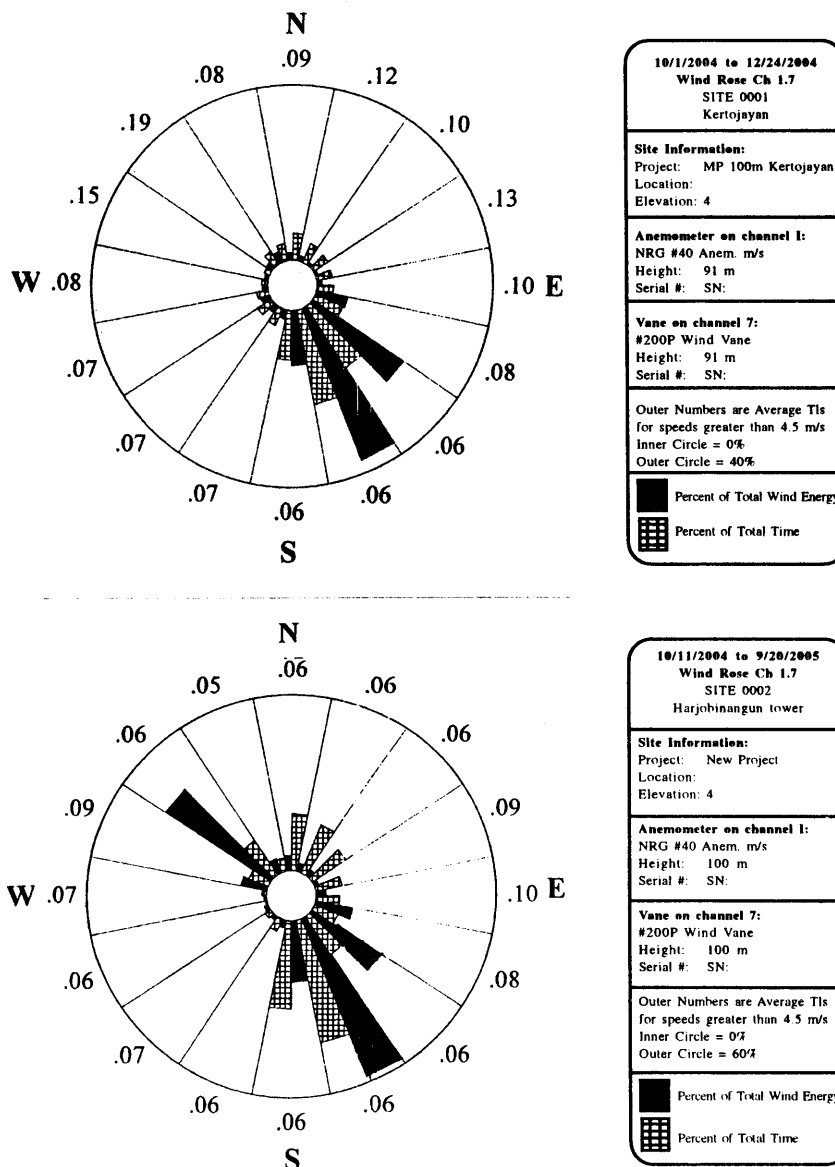 N
.09
.08
.12
.19
.10
.15
.13
W .08
.10 E
.07
.08
.07
.06
.07
.06
.06
S
10/1/2004 to 12/24/2004
Wind Rose Ch 1.7
SITE 0001
Kertojayan
Site Information:
Project: MP 100m Kertojayan
Location:
Elevation: 4
Anemometer on channel 1:
NRG #40 Anem. m/s
Height: 91 m
Serial #: SN:
Vane on channel 7:
#200P Wind Vane
Height: 91 m
Serial #: SN:
Outer Numbers are Average TIs
for speeds greater than 4.5 m/s
Inner Circle = 0%
Outer Circle = 40%
Percent of Total Wind Energy
Percent of Total Time
N
.06
.05
.06
.06
.06
.09
.09
W .07
.10 E
.06
.08
.07
.06
.06
.06
.06
S
10/11/2004 to 9/20/2005
Wind Rose Ch 1.7
SITE 0002
Harjobinangun tower
Site Information:
Project: New Project
Location:
Elevation: 4
Anemometer on channel 1:
NRG #40 Anem. m/s
Height: 100 m
Serial #: SN:
Vane on channel 7:
#200P Wind Vane
Height: 100 m
Serial #: SN:
Outer Numbers are Average TIs
for speeds greater than 4.5 m/s
Inner Circle = 0%
Outer Circle = 60%
Percent of Total Wind Energy
Percent of Total Time